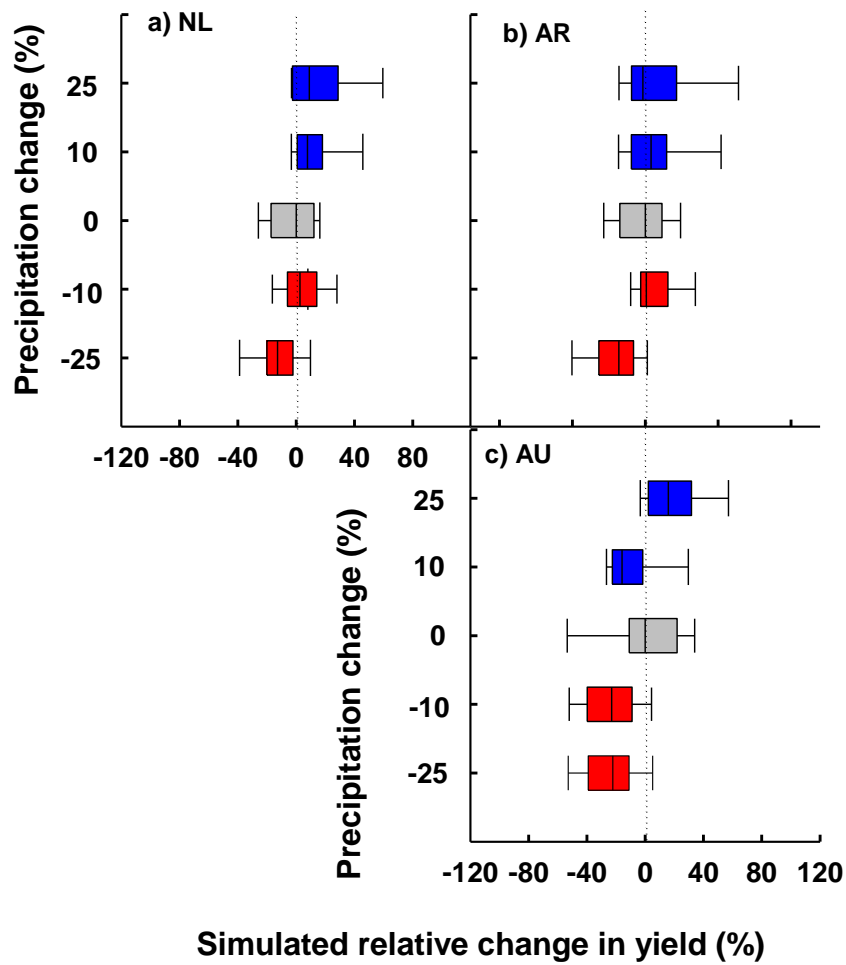 a) NL
b) AR
Precipitation change (%)
25
10
0
-10
-25
-120 -80 -40 0 40 80
c) AU
Precipitation change (%)
25
10
0
-10
-25
-120 -80 -40 0 40 80 120
Simulated relative change in yield (%)